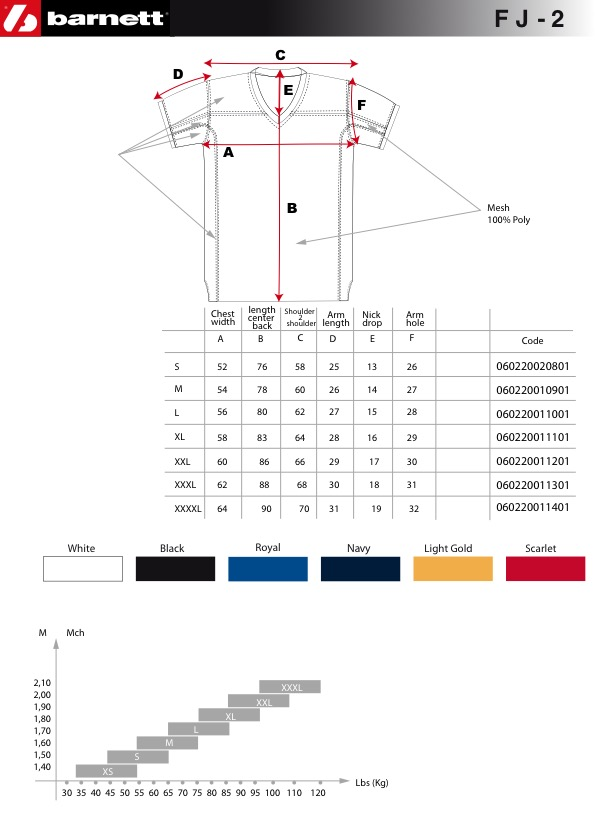 barnett FJ-2
C
D
E
F
A
B
Mesh
100% Poly
Chest width length center back Shoulder 2 shoulder Arm length Nick drop Arm hole
A B C D E F Code
S 52 76 58 25 13 26 060220020801
M 54 78 60 26 14 27 060220010901
L 56 80 62 27 15 28 060220011001
XL 58 83 64 28 16 29 060220011101
XXL 60 86 66 29 17 30 060220011201
XXXL 62 88 68 30 18 31 060220011301
XXXXL 64 90 70 31 19 32 060220011401
White Black Royal Navy Light Gold Scarlet
M Mch
2,10 XXXL
2,00 XXL
1,90 XL
1,80
1,70 L
1,60 M
1,50 S
1,40 XS
Lbs (Kg)
30 35 40 45 50 55 60 65 70 75 80 85 90 95 100 110 120